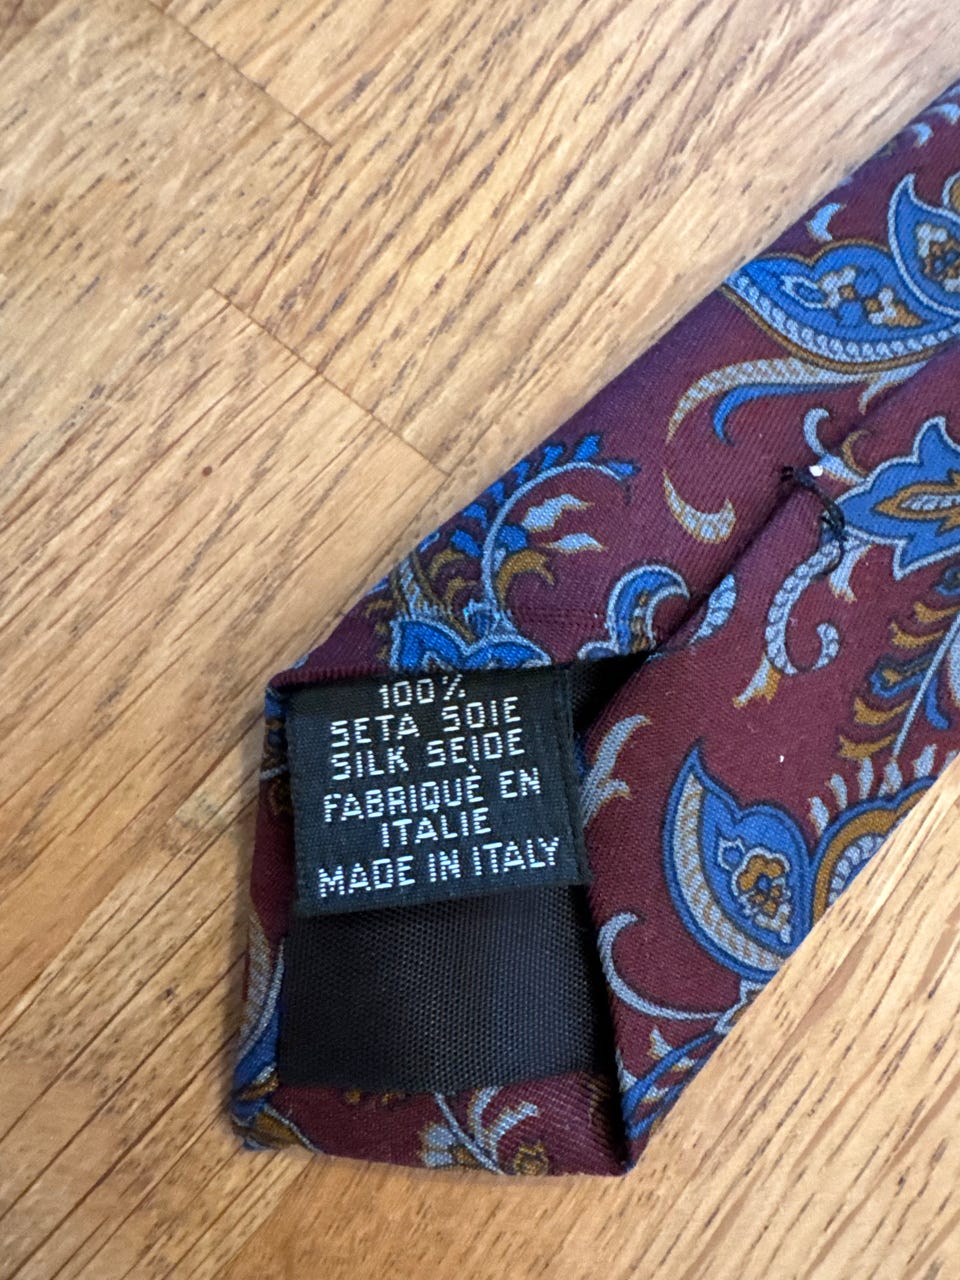 100%
SETA SOIE
SILK SEIDE
FABRIQUÈ EN
ITALIE
MADE IN ITALY